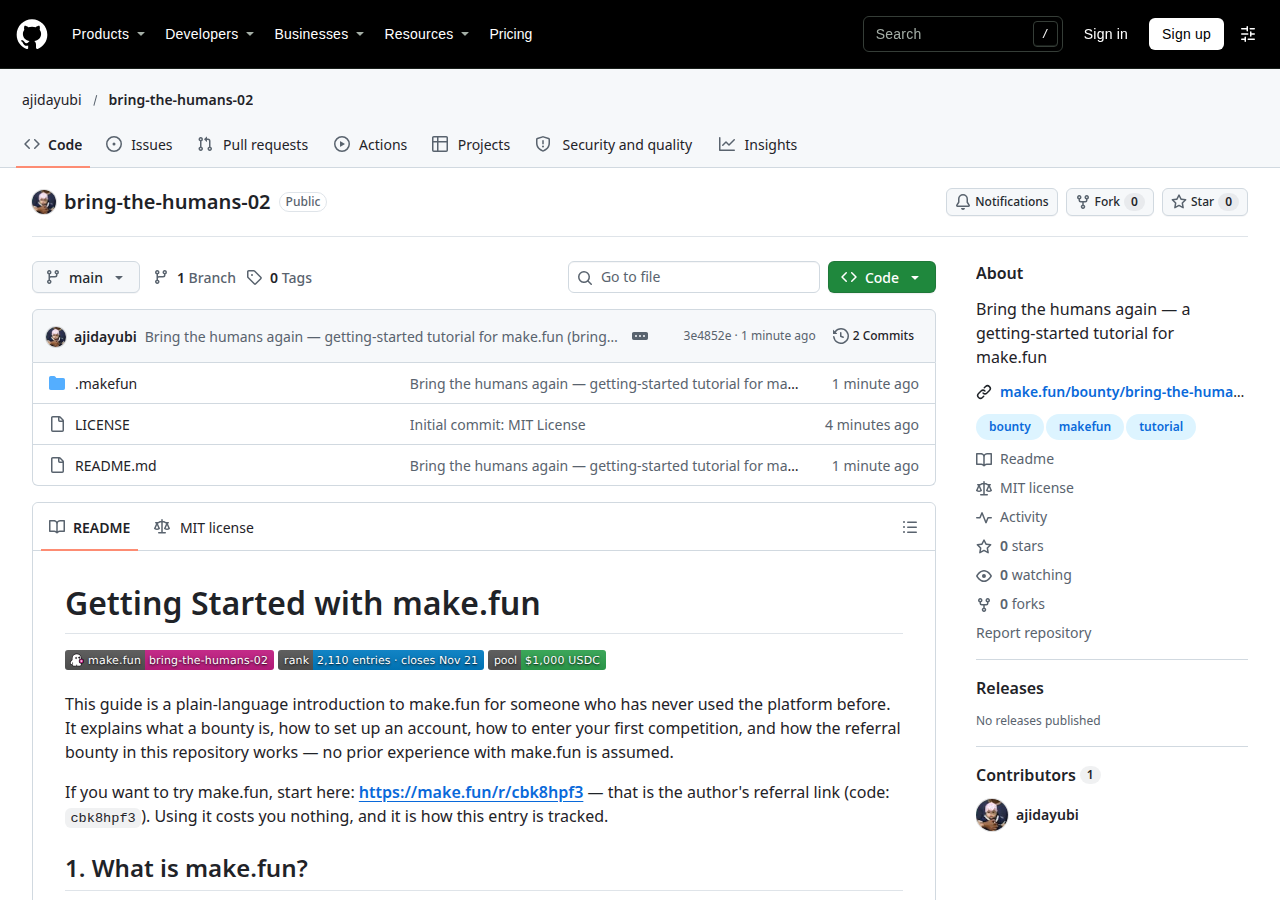 Products Developers Businesses Resources Pricing Search / Sign in Sign up
ajidayubi / bring-the-humans-02
Code Issues Pull requests Actions Projects Security and quality Insights
bring-the-humans-02 Public Notifications Fork 0 Star 0
main 1 Branch 0 Tags Go to file Code
ajidayubi Bring the humans again — getting-started tutorial for make.fun (bring... 3e4852e · 1 minute ago 2 Commits
.makefun Bring the humans again — getting-started tutorial for ma... 1 minute ago
LICENSE Initial commit: MIT License 4 minutes ago
README.md Bring the humans again — getting-started tutorial for ma... 1 minute ago
README MIT license
Getting Started with make.fun
make.fun bring-the-humans-02 rank 2,110 entries · closes Nov 21 pool $1,000 USDC
This guide is a plain-language introduction to make.fun for someone who has never used the platform before.
It explains what a bounty is, how to set up an account, how to enter your first competition, and how the referral
bounty in this repository works — no prior experience with make.fun is assumed.
If you want to try make.fun, start here: https://make.fun/r/cbk8hpf3 — that is the author's referral link (code:
cbk8hpf3). Using it costs you nothing, and it is how this entry is tracked.
1. What is make.fun?
About
Bring the humans again — a
getting-started tutorial for
make.fun
make.fun/bounty/bring-the-huma...
bounty makefun tutorial
Readme
MIT license
Activity
0 stars
0 watching
0 forks
Report repository
Releases
No releases published
Contributors 1
ajidayubi